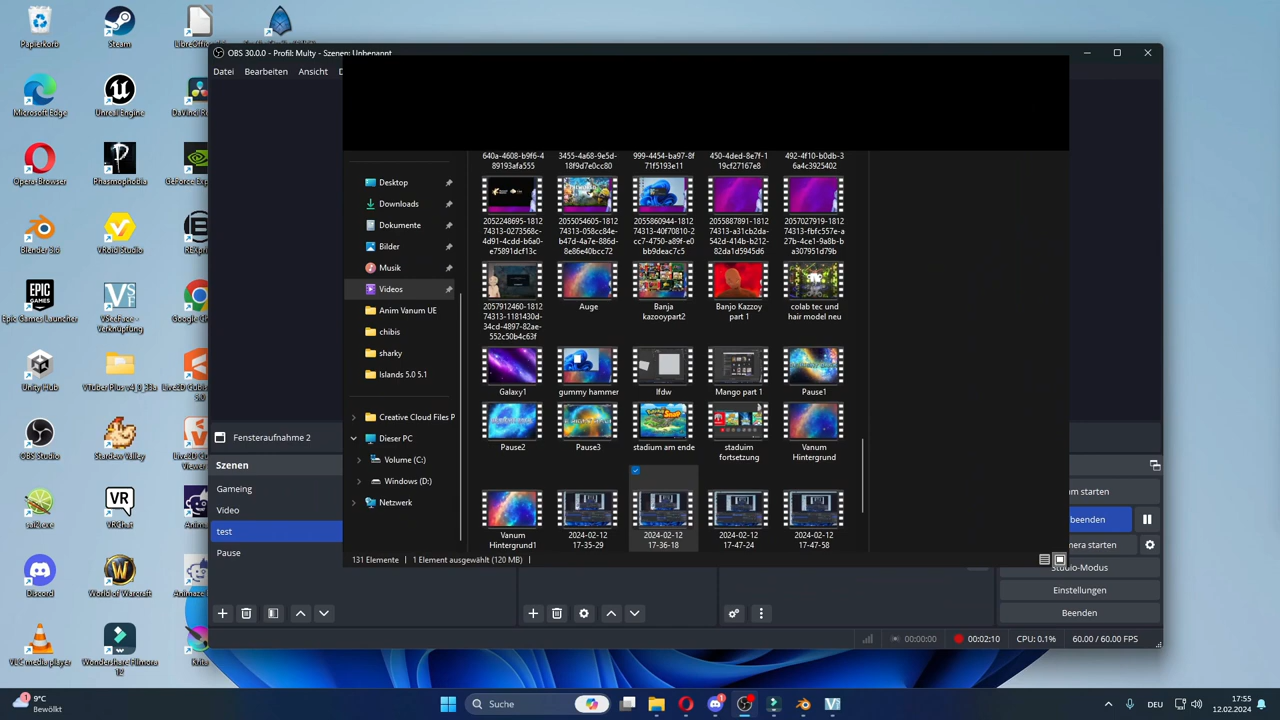 Papierkorb
Steam
LibreOffice
OBS 30.0.0 - Profil: Multy - Szenen: Unbenannt
Datei
Bearbeiten
Ansicht
Microsoft Edge
Unreal Engine
Opera-Browser
Phasmophobia
Blender 3.6
VRoid Studio
Epic Games Launcher
VSeeFace -
Verknüpfung
Unity Hub
OBS Studio
Stardew Valley
VRChat
Discord
World of Warcraft
VLC media player
Wondershare Filmora
12
Krita
640a-4608-b9f6-4
89193afa555
3455-4a68-9e5d-
18f9d7e0cc80
999-4454-ba97-8f
71f5193e11
450-4ded-8e7f-1
19cf27167e8
492-4f10-b0db-3
6a4c3925402
Desktop
Downloads
Dokumente
Bilder
Musik
Videos
Anim Vanum UE
chibis
sharky
Islands 5.0 5.1
Creative Cloud Files P
Dieser PC
Volume (C:)
Windows (D:)
Netzwerk
2052248695-1812
74313-0273568c-
4d91-4cdd-b6a0-
e75891dcf13c
2055054605-1812
74313-058cc84e-
b47d-4a7e-886d-
8e86e40bcc72
2055860944-1812
74313-40f70810-2
cc7-4750-a89f-e0
bb9deac7c5
2055887891-1812
74313-a31cb2da-
542d-414b-b212-
82da1d5945d6
2057027919-1812
74313-fbfc557e-a
27b-4ce1-9a8b-b
a307951d79b
2057912460-1812
74313-1181430d-
34cd-4897-82ae-
552c50b4c63f
Auge
Banja
kazooypart2
Banjo Kazzoy
part 1
eolab tec und
hair model neu
Galaxy1
gummy hammer
lfdw
Mango part 1
Pause1
Pause2
Pause3
stadium am ende
staduim
fortsetzung
Vanum
Hintergrund
Vanum
Hintergrund1
2024-02-12
17-35-29
2024-02-12
17-36-18
2024-02-12
17-47-24
2024-02-12
17-47-58
131 Elemente
1 Element ausgewählt (120 MB)
Fensteraufnahme 2
Szenen
Gameing
Video
test
Pause
Studio-Modus
Einstellungen
Beenden
00:00:00
00:02:10
CPU: 0.1%
60.00 / 60.00 FPS
1
9°C
Bewölkt
Suche
1
DEU
17:55
12.02.2024